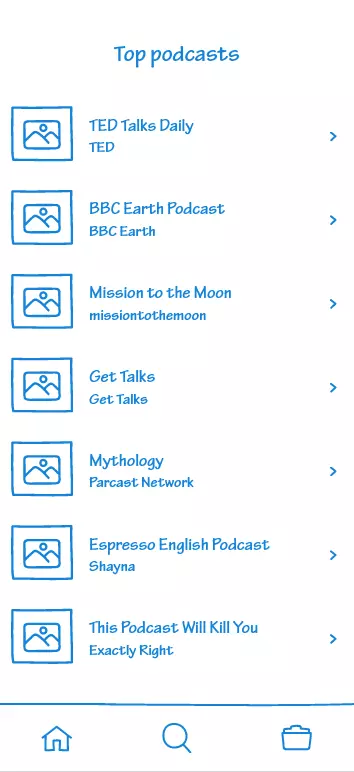 Top podcasts
TED Talks Daily
TED
BBC Earth Podcast
BBC Earth
Mission to the Moon
missiontothemoon
Get Talks
Get Talks
Mythology
Parcast Network
Espresso English Podcast
Shayna
This Podcast Will Kill You
Exactly Right